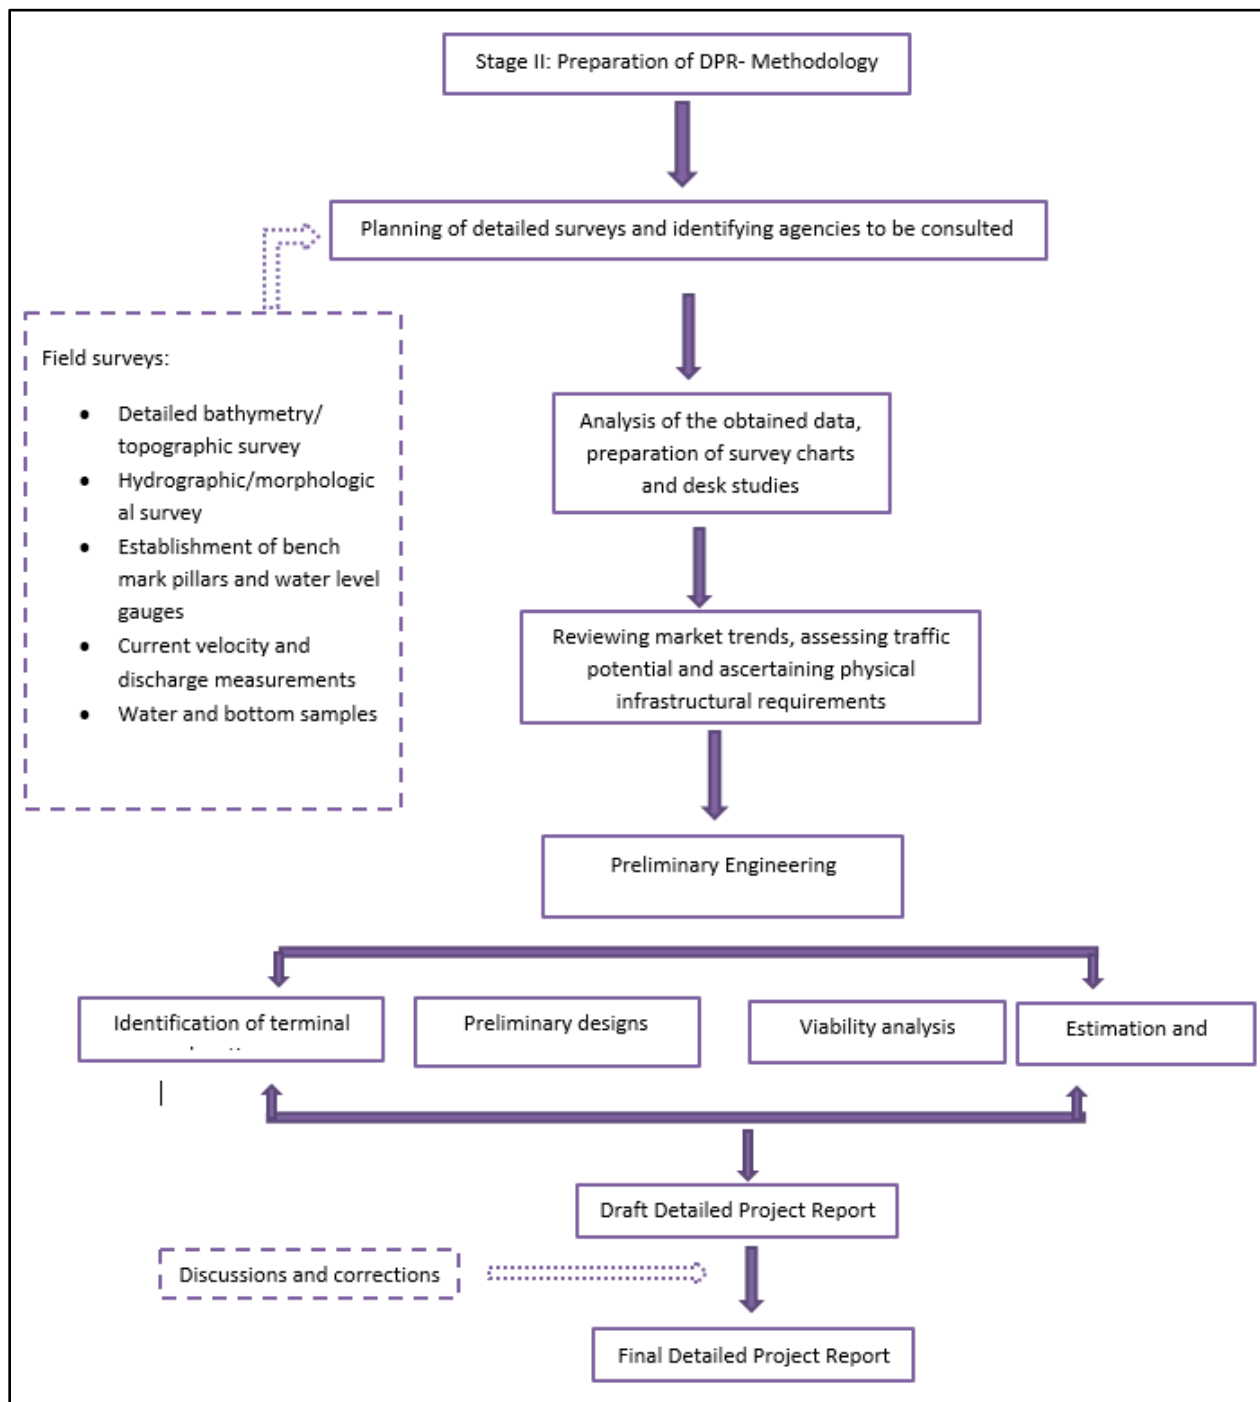 Stage II: Preparation of DPR- Methodology
Planning of detailed surveys and identifying agencies to be consulted
Field surveys:
● Detailed bathymetry/
topographic survey
● Hydrographic/morphologic
al survey
● Establishment of bench
mark pillars and water level
gauges
● Current velocity and
discharge measurements
● Water and bottom samples
Analysis of the obtained data,
preparation of survey charts
and desk studies
Reviewing market trends, assessing traffic
potential and ascertaining physical
infrastructural requirements
Preliminary Engineering
Identification of terminal
Preliminary designs
Viability analysis
Estimation and
Draft Detailed Project Report
Discussions and corrections
Final Detailed Project Report